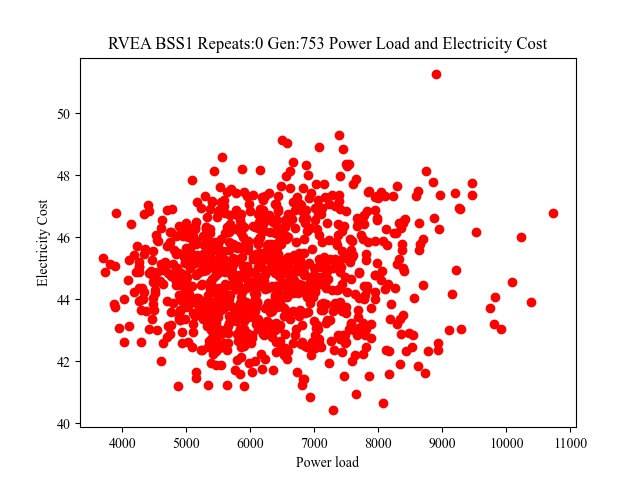 RVEA BSS1 Repeats:0 Gen:753 Power Load and Electricity Cost
Electricity Cost
50
48
46
44
42
40
4000 5000 6000 7000 8000 9000 10000 11000
Power load